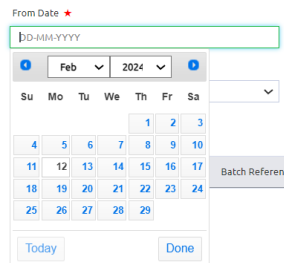 From Date ★
DD-MM-YYYY
Feb 2024
Su Mo Tu We Th Fr Sa
1 2 3
4 5 6 7 8 9 10
11 12 13 14 15 16 17
18 19 20 21 22 23 24
25 26 27 28 29
Batch Referen
Today Done